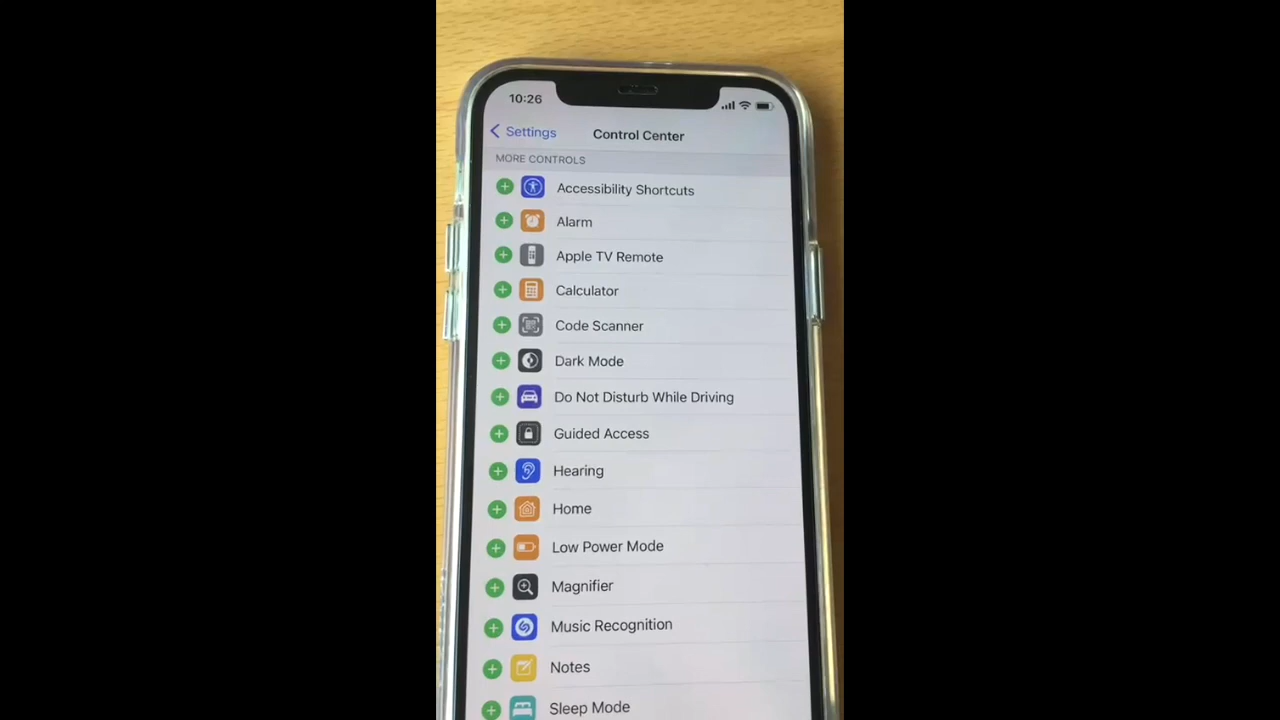 10:26
Settings
Control Center
MORE CONTROLS
Accessibility Shortcuts
Alarm
Apple TV Remote
Calculator
Code Scanner
Dark Mode
Do Not Disturb While Driving
Guided Access
Hearing
Home
Low Power Mode
Magnifier
Music Recognition
Notes
Sleep Mode